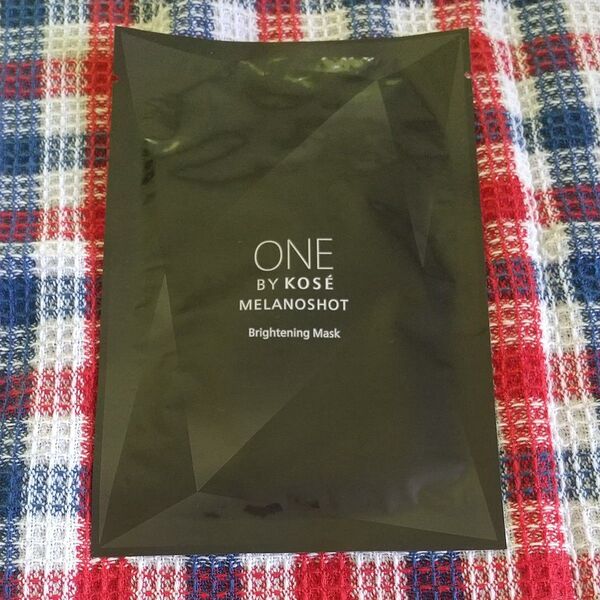 ONE
BY KOSÉ
MELANOSHOT
Brightening Mask